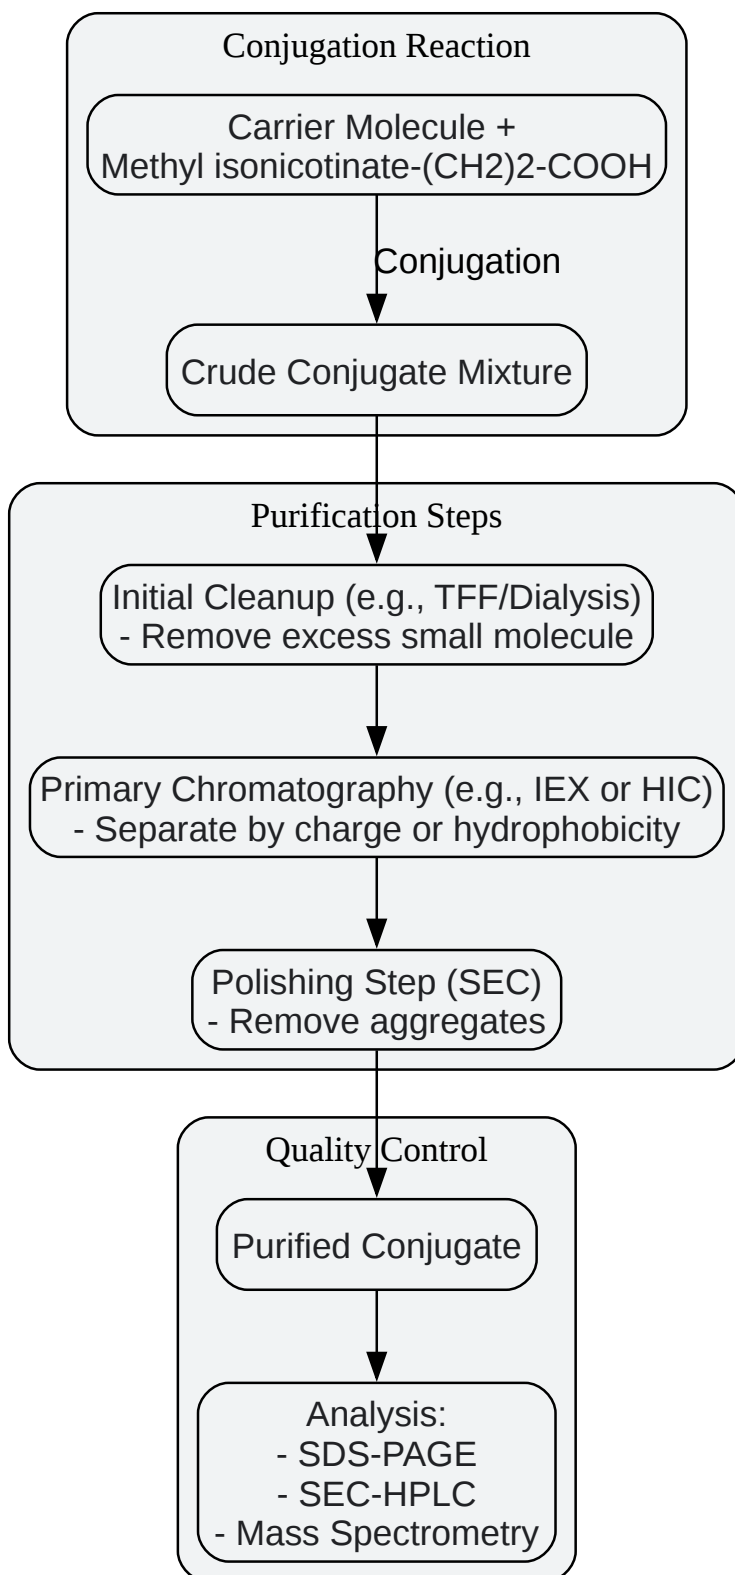 Conjugation Reaction
Carrier Molecule +
Methyl isonicotinate-(CH2)2-COOH
Conjugation
Crude Conjugate Mixture
Purification Steps
Initial Cleanup (e.g., TFF/Dialysis)
- Remove excess small molecule
Primary Chromatography (e.g., IEX or HIC)
- Separate by charge or hydrophobicity
Polishing Step (SEC)
- Remove aggregates
Quality Control
Purified Conjugate
Analysis:
- SDS-PAGE
- SEC-HPLC
- Mass Spectrometry